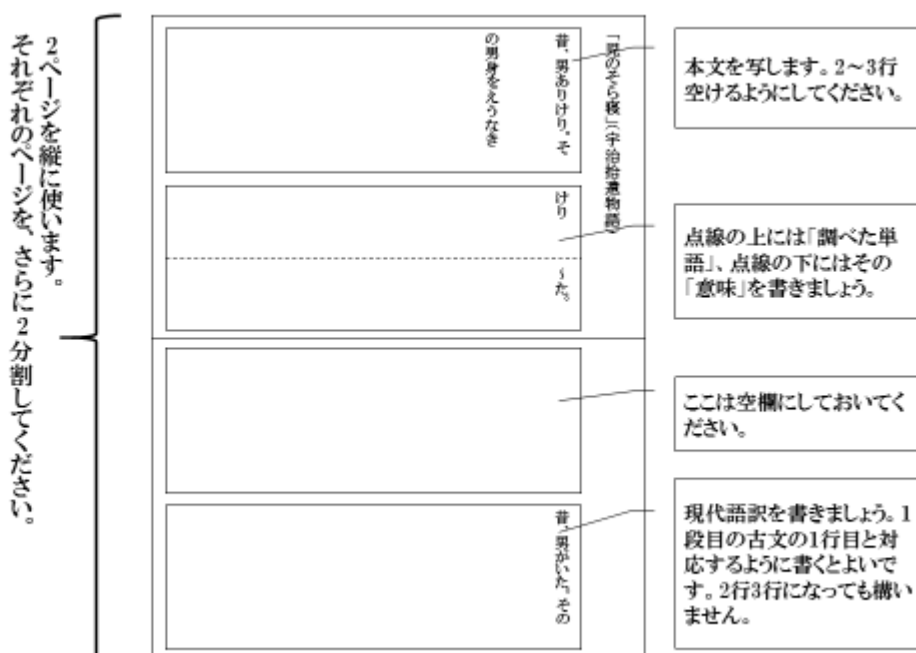 2ページを縦に使います。
それぞれのページを、さらに2分割してください。
「児のそら寝」(宇治拾遺物語)
昔、男ありけり。そ
の男身をえうなき
けり
~た。
昔、男がいた。その
本文を写します。2~3行
空けるようにしてください。
点線の上には「調べた単
語」、点線の下にはその
「意味」を書きましょう。
ここは空欄にしておいてく
ださい。
現代語訳を書きましょう。1
段目の古文の1行目と対
応するように書くとよいで
す。2行3行になっても構い
ません。